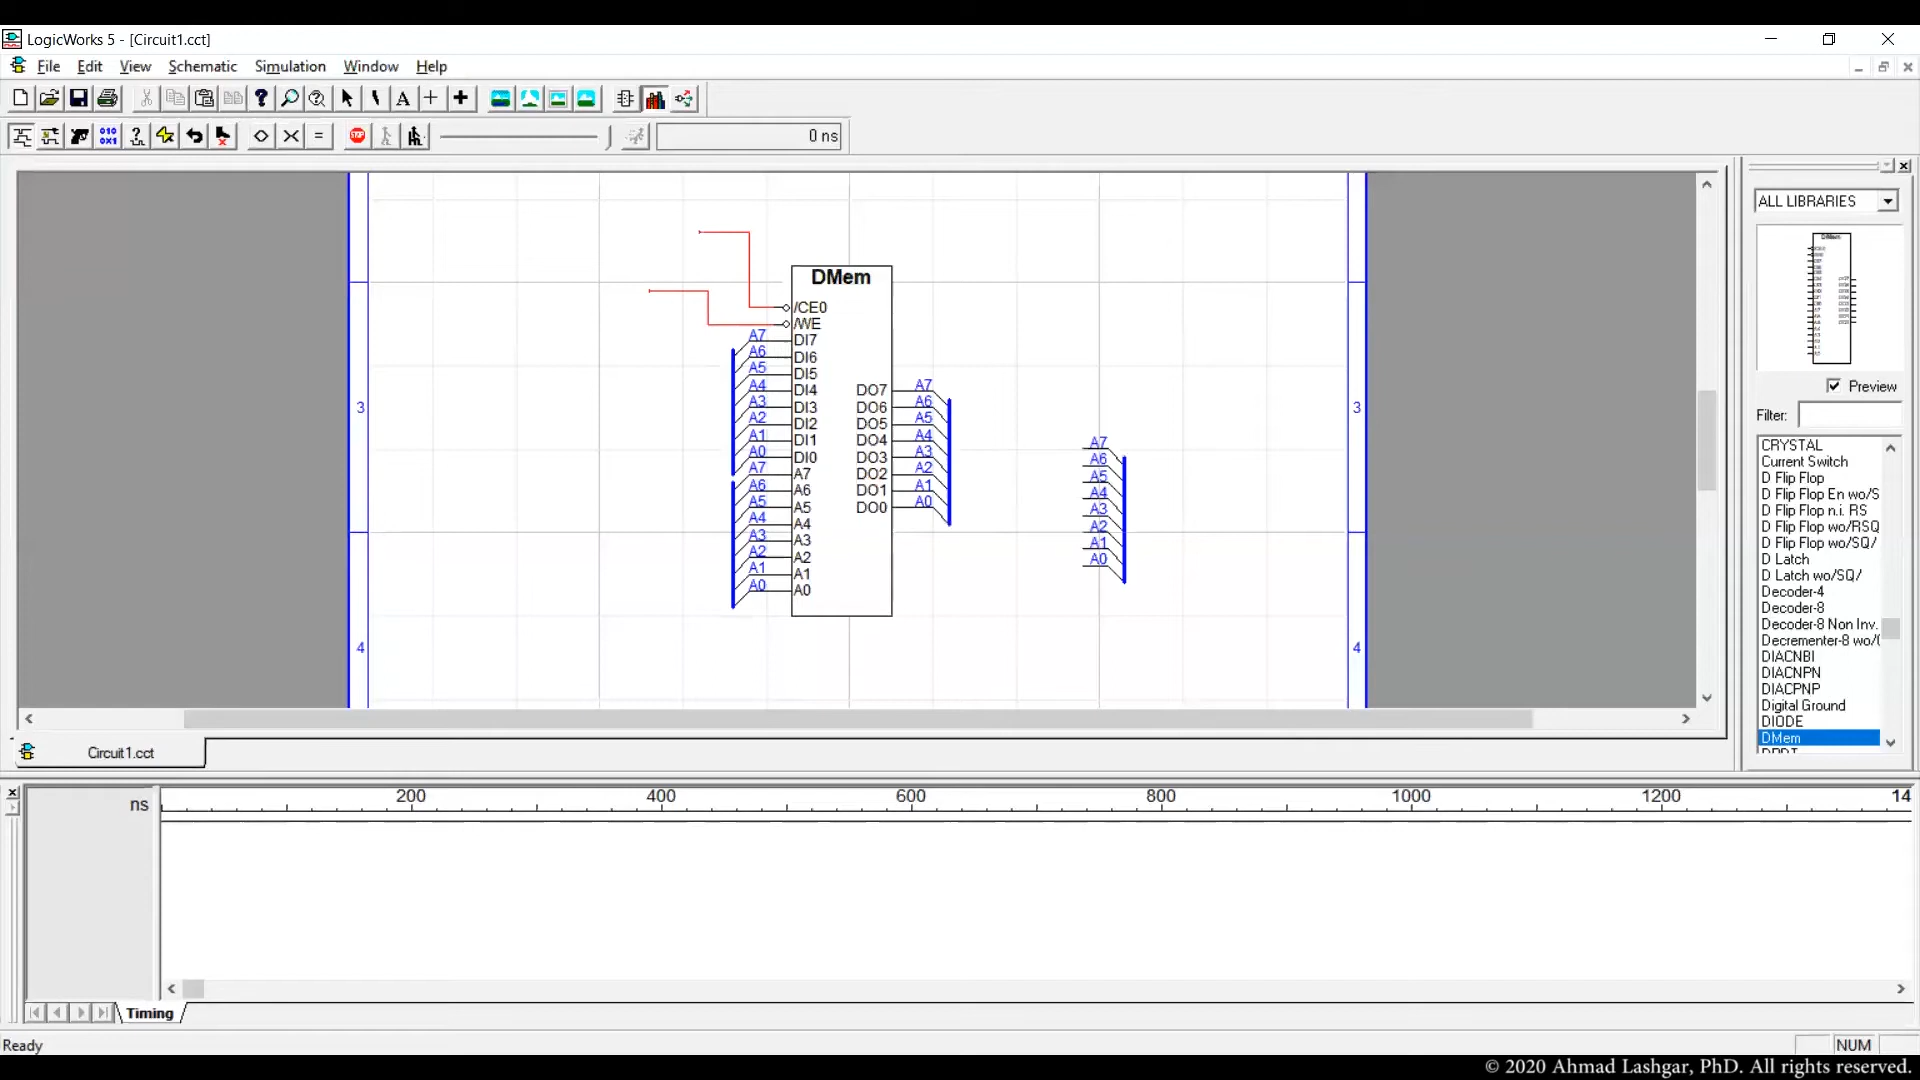 LogicWorks 5 - [Circuit1.cct]
File Edit View Schematic Simulation Window Help
0 ns
ALL LIBRARIES
Preview
Filter:
CRYSTAL
Current Switch
D Flip Flop
D Flip Flop En wo/S
D Flip Flop n.i. RS
D Flip Flop wo/RSQ
D Flip Flop wo/SQ/
D Latch
D Latch wo/SQ/
Decoder-4
Decoder-8
Decoder-8 Non Inv.
Decrementer-8 wo/(
DIACNBI
DIACNPN
DIACPNP
Digital Ground
DIODE
DMem
DMem
/CE0
/WE
A7 DI7
A6 DI6
A5 DI5
A4 DI4 DO7 A7
A3 DI3 DO6 A6
A2 DI2 DO5 A5
A1 DI1 DO4 A4
A0 DI0 DO3 A3
A7 A7 DO2 A2
A6 A6 DO1 A1
A5 A5 DO0 A0
A4 A4
A3 A3
A2 A2
A1 A1
A0 A0
A7
A6
A5
A4
A3
A2
A1
A0
3 3
4 4
Circuit1.cct
ns 200 400 600 800 1000 1200 14
Timing
Ready
NUM
© 2020 Ahmad Lashgar, PhD. All rights reserved.